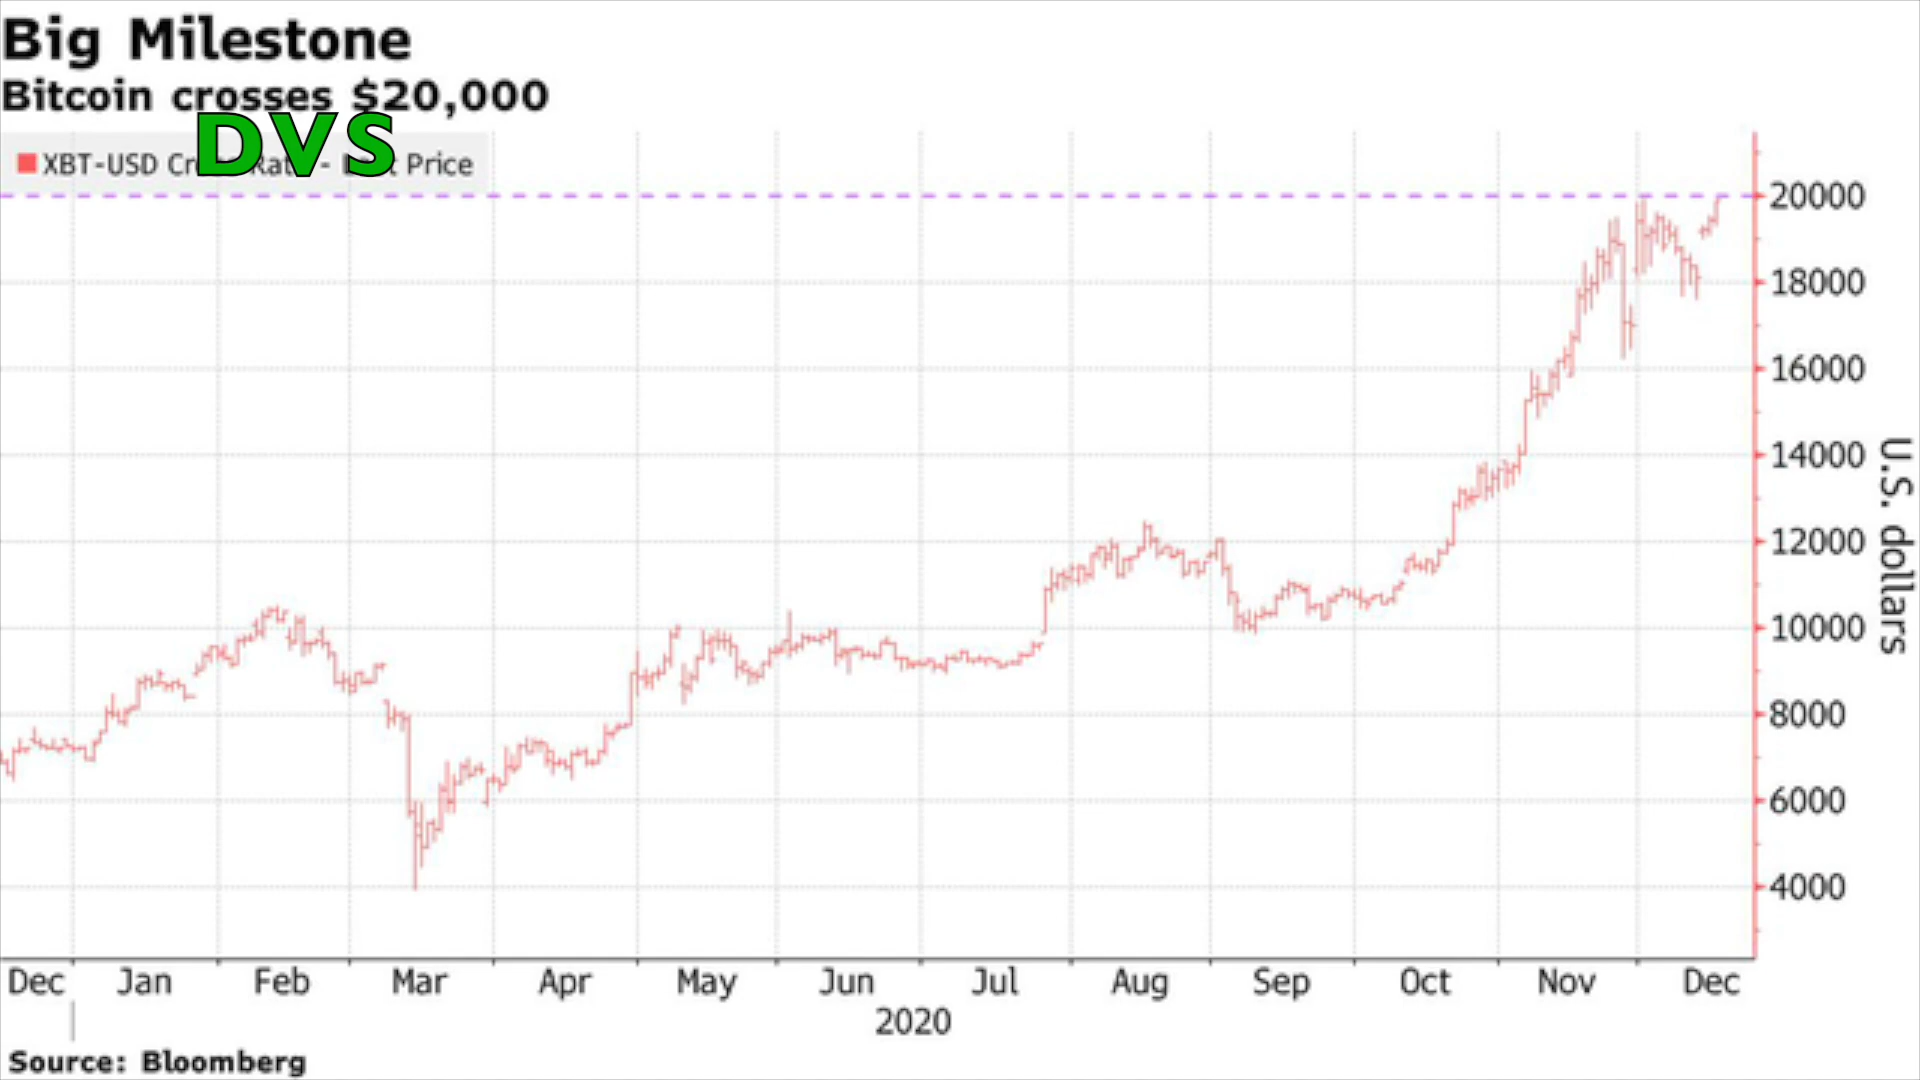 Big Milestone
Bitcoin crosses $20,000
DVS
XBT-USD - Price
20000
18000
16000
14000
12000
10000
8000
6000
4000
U.S. dollars
Dec Jan Feb Mar Apr May Jun Jul Aug Sep Oct Nov Dec
2020
Source: Bloomberg